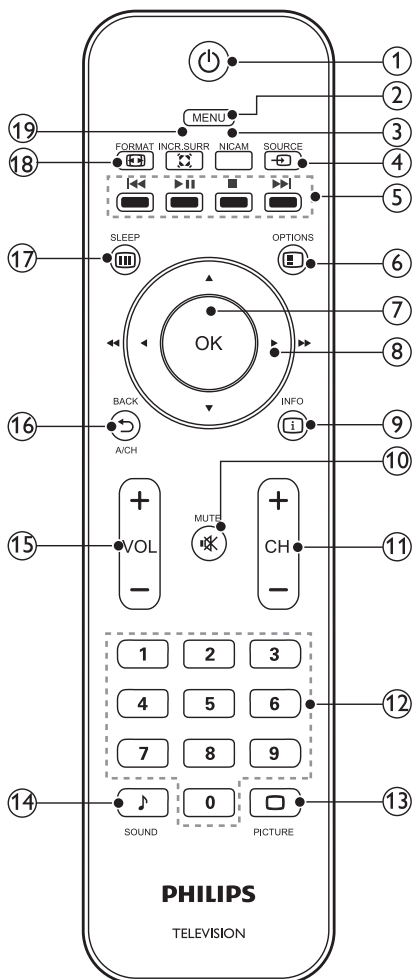 1
2
MENU
19
3
FORMAT INCR.SURR NICAM SOURCE
18
4
5
SLEEP
OPTIONS
17
6
7
OK
8
BACK
INFO
16
i
9
A/CH
10
+
MUTE
+
15
VOL
CH
11
−
−
1 2 3
4 5 6
12
7 8 9
14
0
13
SOUND
PICTURE
PHILIPS
TELEVISION